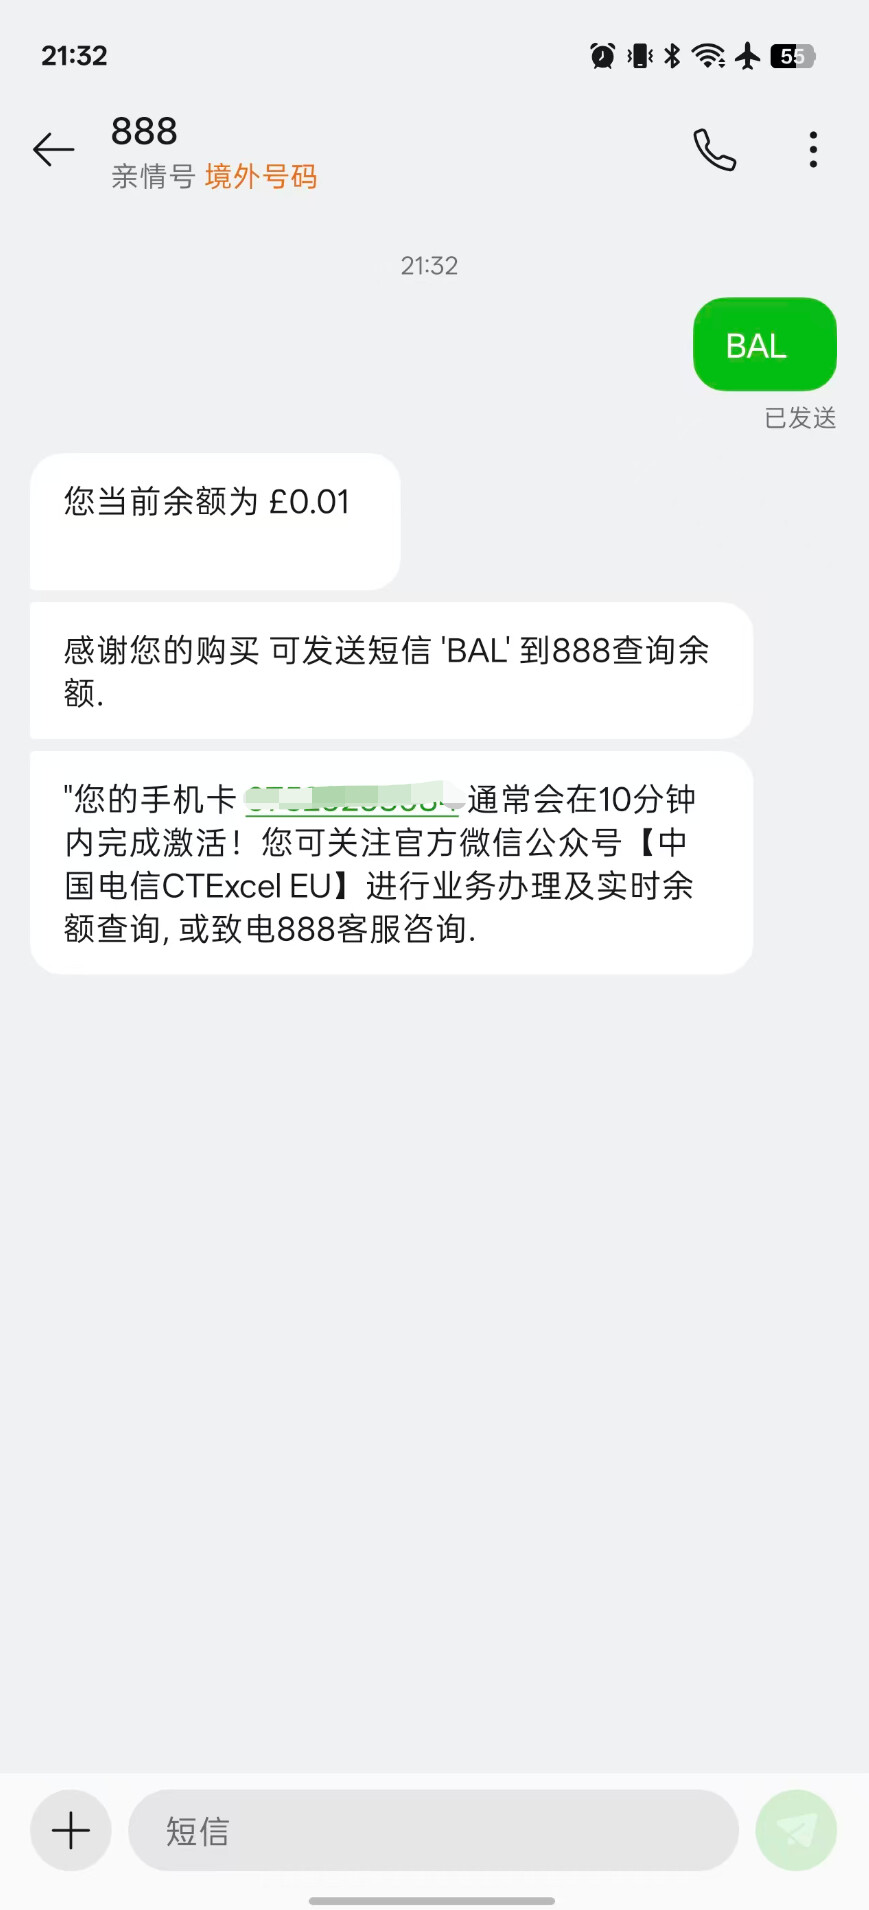 21:32
55
888
亲情号 境外号码
21:32
BAL
已发送
您当前余额为 £0.01
感谢您的购买 可发送短信 'BAL' 到888查询余
额.
"您的手机卡 通常会在10分钟
内完成激活！您可关注官方微信公众号【中
国电信CTExcel EU】进行业务办理及实时余
额查询, 或致电888客服咨询.
短信